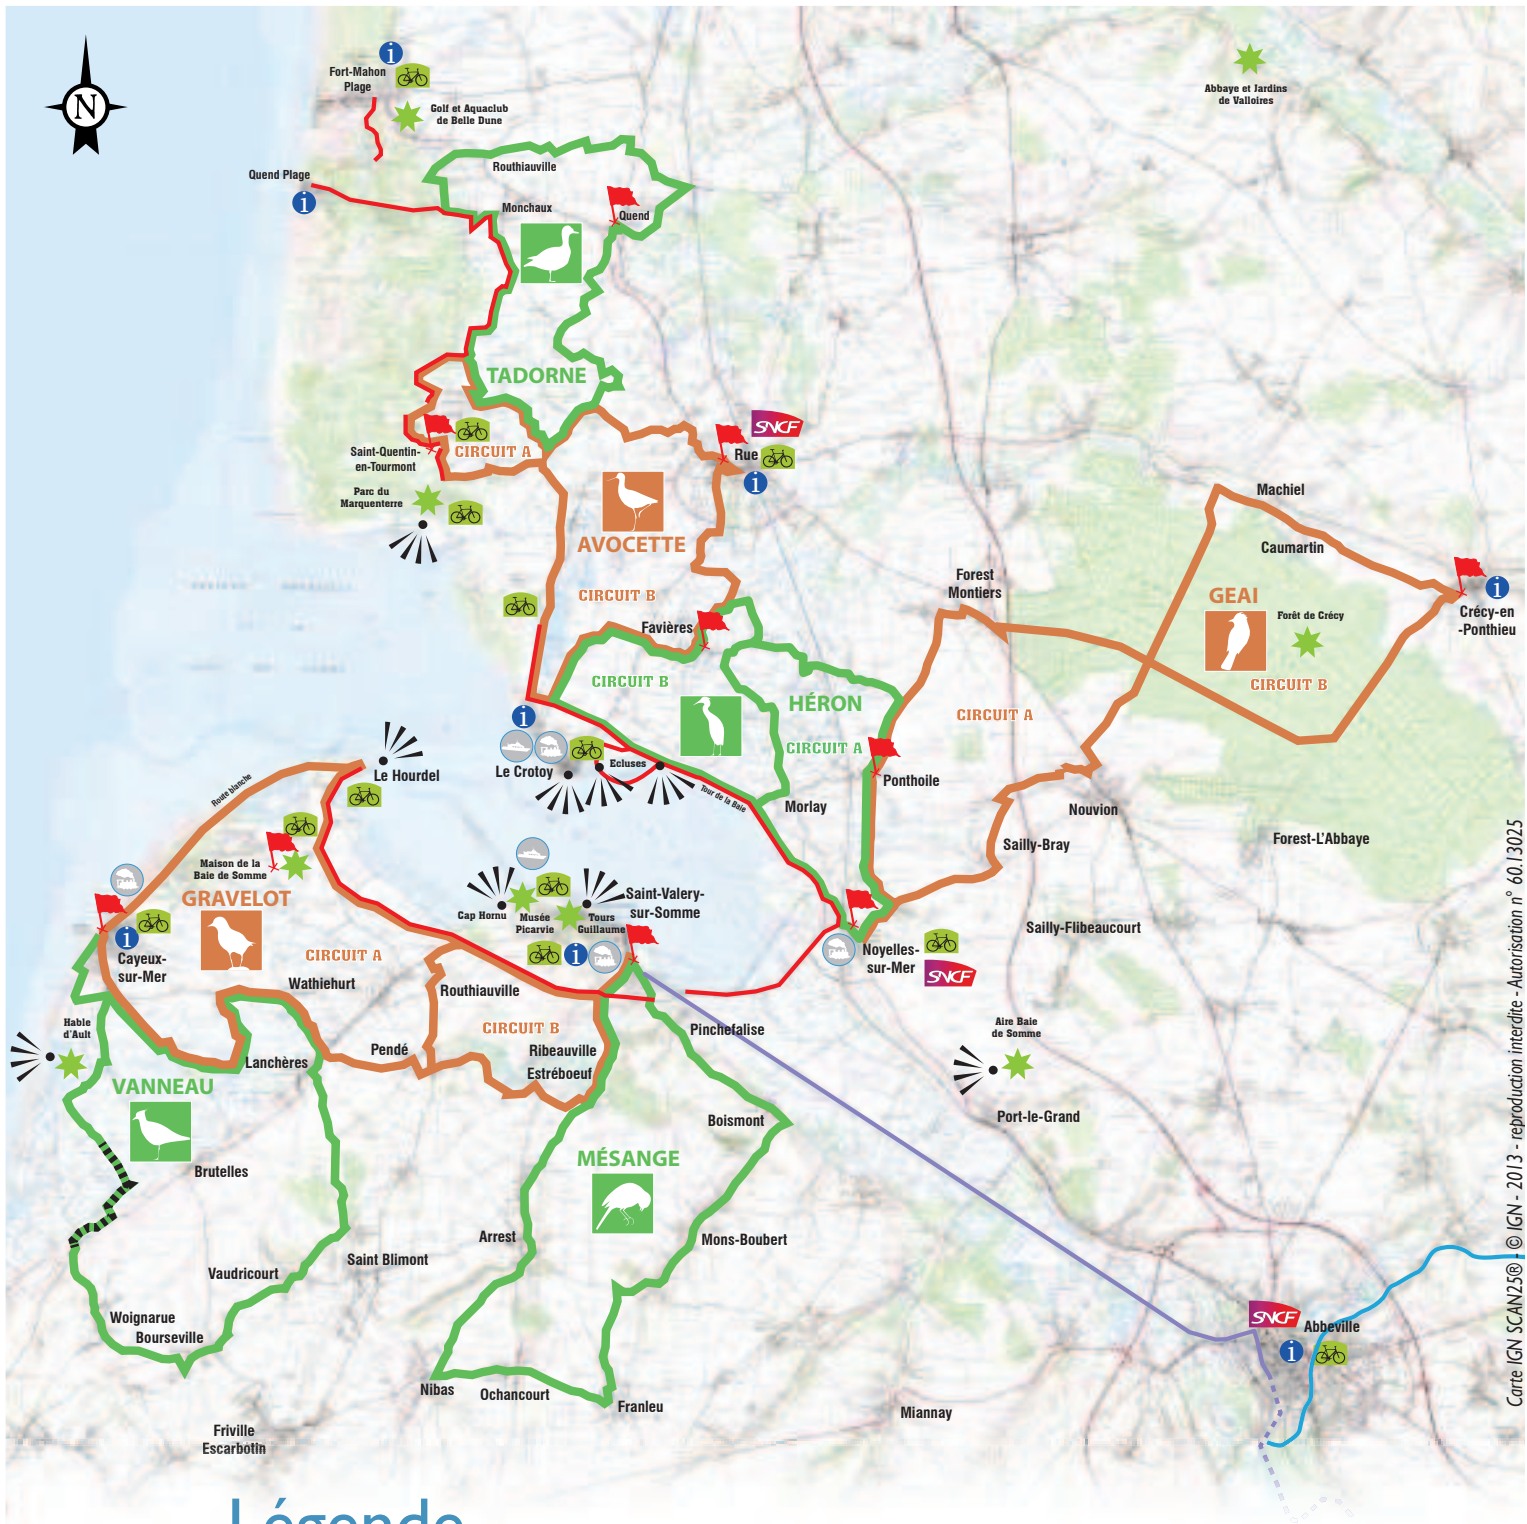 N
Fort-Mahon
Plage
Golf et Aquaclub
de Belle Dune
Abbaye et Jardins
de Valloires
Quend Plage
Routhiauville
Monchaux
Quend
TADORNE
Saint-Quentin-
en-Tourmont
CIRCUIT A
SNCF
Rue
Parc du
Marquenterre
AVOCETTE
CIRCUIT B
Machiel
Caumartin
Forest
Montiers
GEAI
Forêt de Crécy
Crécy-en
-Ponthieu
CIRCUIT B
Favières
CIRCUIT B
HÉRON
CIRCUIT A
CIRCUIT A
Ponthoile
Le Hourdel
Route blanche
Le Crotoy
Ecluses
Tour de la Baie
Morlay
Nouvion
Sailly-Bray
Forest-L'Abbaye
Maison de la
Baie de Somme
GRAVELOT
Cap Hornu
Musée
Picarvie
Tours
Guillaume
Saint-Valery-
sur-Somme
Sailly-Flibeaucourt
Noyelles-
sur-Mer
SNCF
Cayeux-
sur-Mer
CIRCUIT A
Wathiehurt
Routhiauville
CIRCUIT B
Pinchefalise
Hable
d'Ault
Lanchères
Pendé
Ribeauville
Estréboeuf
Aire Baie
de Somme
VANNEAU
Port-le-Grand
Boismont
Brutelles
MÉSANGE
Arrest
Mons-Boubert
Saint Blimont
Vaudricourt
Woignarue
Bourseville
SNCF
Abbeville
Nibas
Ochancourt
Franleu
Miannay
Friville
Escarbotin
Légende
Carte IGN SCAN25® - © IGN - 2013 - reproduction interdite - Autorisation n° 60.13025